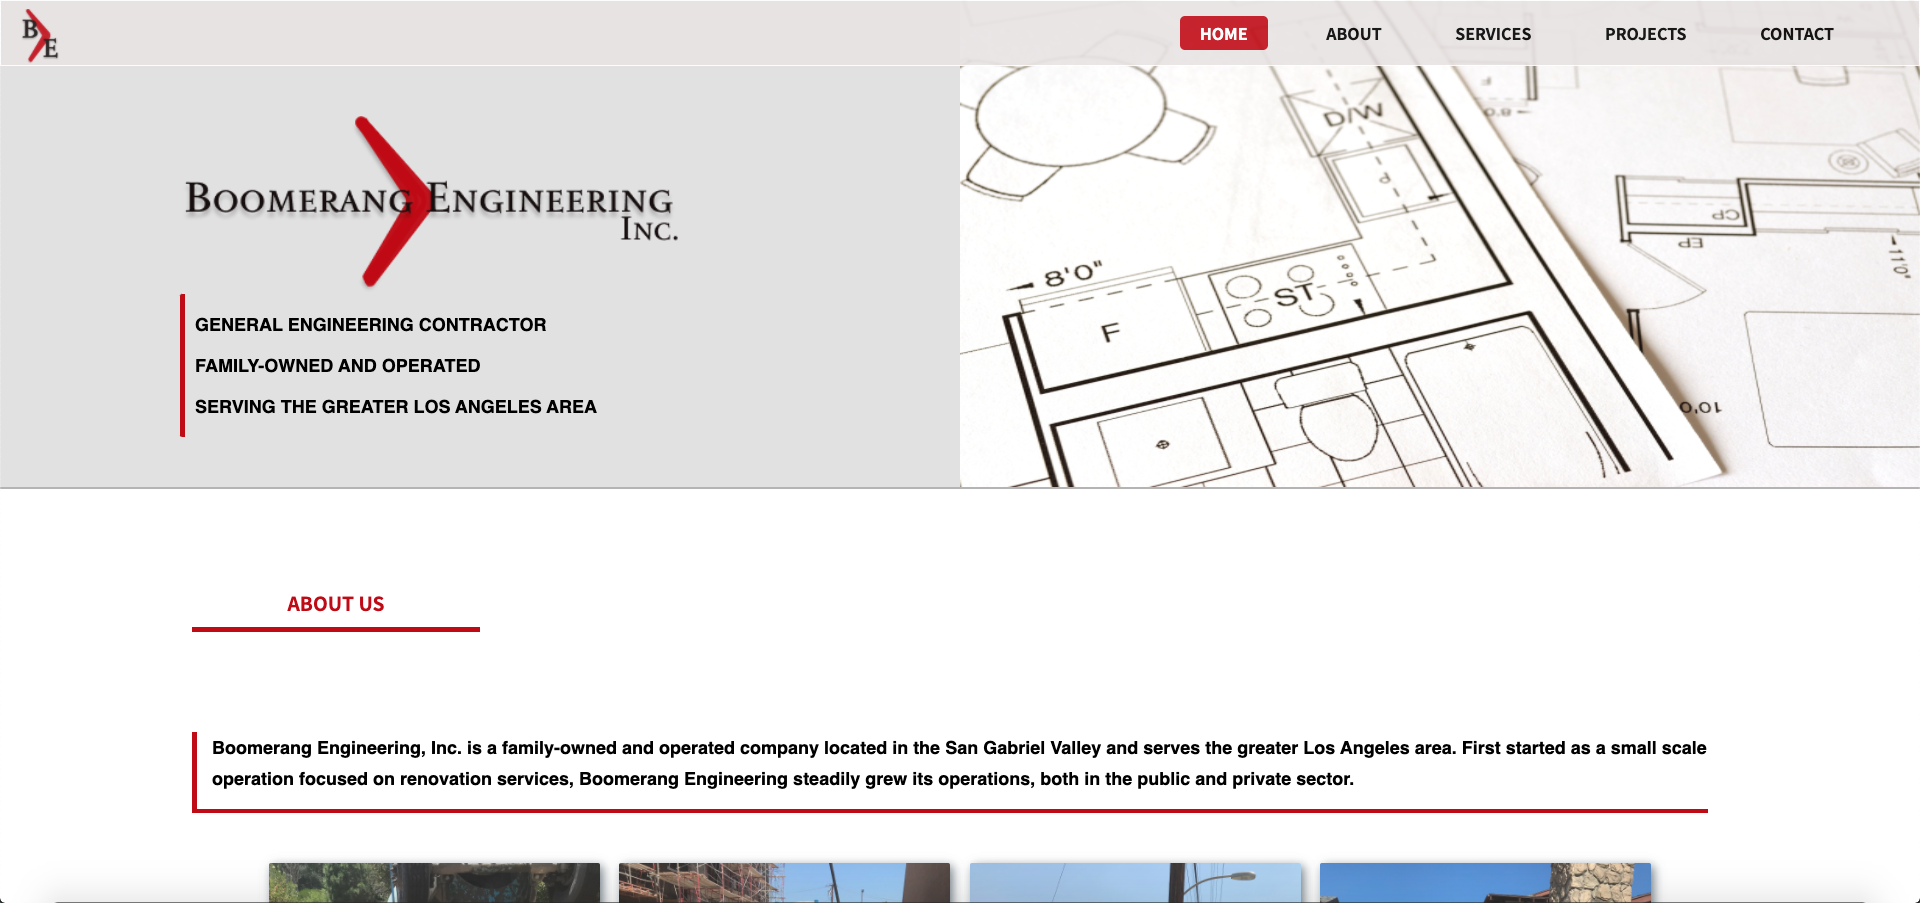 B
E
HOME
ABOUT
SERVICES
PROJECTS
CONTACT
BOOMERANG ENGINEERING
INC.
GENERAL ENGINEERING CONTRACTOR
FAMILY-OWNED AND OPERATED
SERVING THE GREATER LOS ANGELES AREA
D/W
P
8'0"
ST
F
F
8'0
CP
EP
11'0"
10'0
ABOUT US
Boomerang Engineering, Inc. is a family-owned and operated company located in the San Gabriel Valley and serves the greater Los Angeles area. First started as a small scale
operation focused on renovation services, Boomerang Engineering steadily grew its operations, both in the public and private sector.